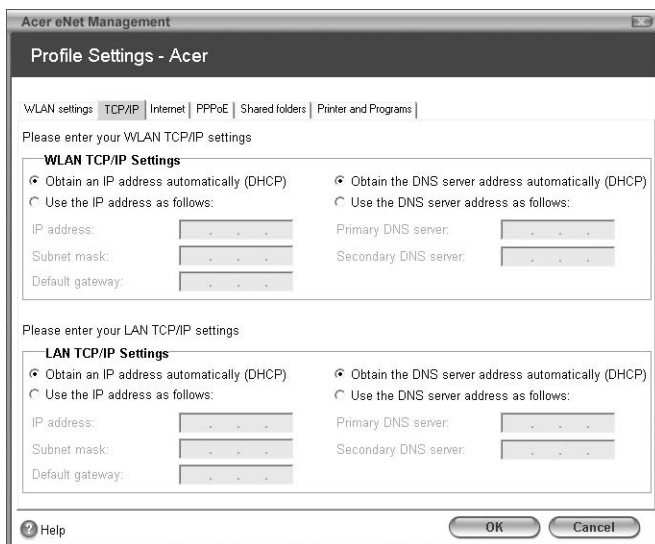 Acer eNet Management
Profile Settings - Acer
WLAN settings TCP/IP Internet PPPoE Shared folders Printer and Programs
Please enter your WLAN TCP/IP settings
WLAN TCP/IP Settings
Obtain an IP address automatically (DHCP) Obtain the DNS server address automatically (DHCP)
Use the IP address as follows: Use the DNS server address as follows:
IP address: . . . Primary DNS server: . . .
Subnet mask: . . . Secondary DNS server: . . .
Default gateway: . . .
Please enter your LAN TCP/IP settings
LAN TCP/IP Settings
Obtain an IP address automatically (DHCP) Obtain the DNS server address automatically (DHCP)
Use the IP address as follows: Use the DNS server address as follows:
IP address: . . . Primary DNS server: . . .
Subnet mask: . . . Secondary DNS server: . . .
Default gateway: . . .
? Help OK Cancel